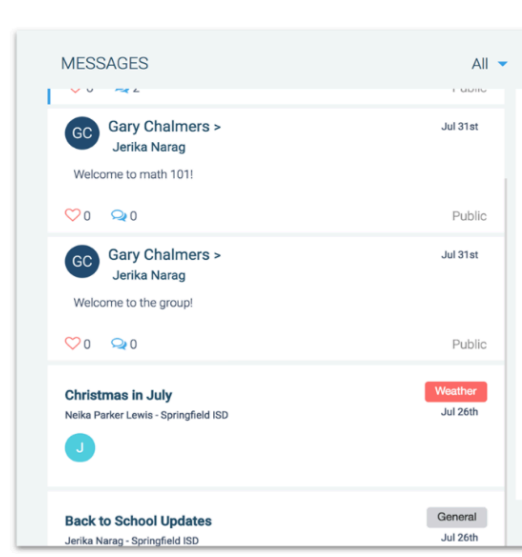 MESSAGES All
0 2 Public
GC Gary Chalmers > Jul 31st
Jerika Narag
Welcome to math 101!
0 0 Public
GC Gary Chalmers > Jul 31st
Jerika Narag
Welcome to the group!
0 0 Public
Christmas in July Weather
Neika Parker Lewis - Springfield ISD Jul 26th
J
Back to School Updates General
Jerika Narag - Springfield ISD Jul 26th